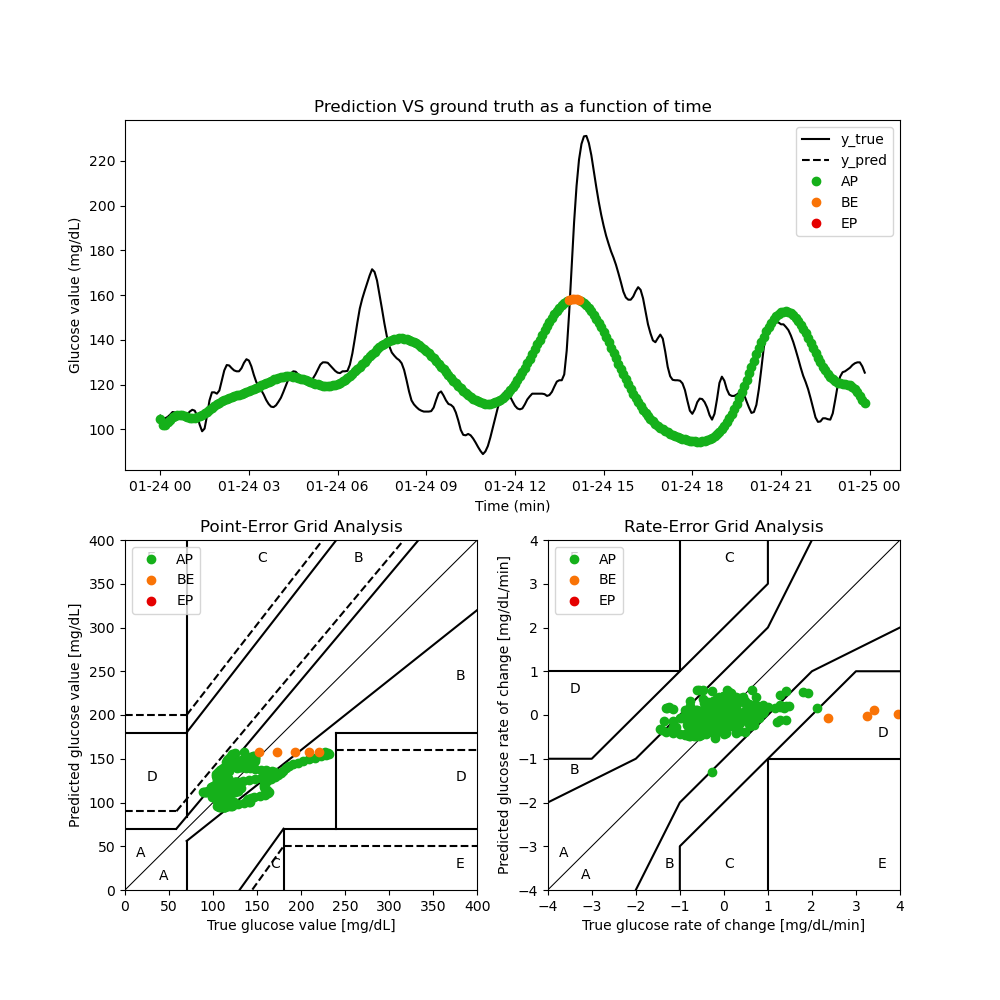 Prediction VS ground truth as a function of time
Glucose value (mg/dL)
220
200
180
160
140
120
100
y_true
y_pred
AP
BE
EP
01-24 00 01-24 03 01-24 06 01-24 09 01-24 12 01-24 15 01-24 18 01-24 21 01-25 00
Time (min)
Point-Error Grid Analysis
Predicted glucose value [mg/dL]
400
350
300
250
200
150
100
50
0
AP
BE
EP
C
B
B
D
D
A
A
C
E
0 50 100 150 200 250 300 350 400
True glucose value [mg/dL]
Rate-Error Grid Analysis
Predicted glucose rate of change [mg/dL/min]
4
3
2
1
0
−1
−2
−3
−4
AP
BE
EP
C
D
D
B
A
A
B
C
E
−4 −3 −2 −1 0 1 2 3 4
True glucose rate of change [mg/dL/min]